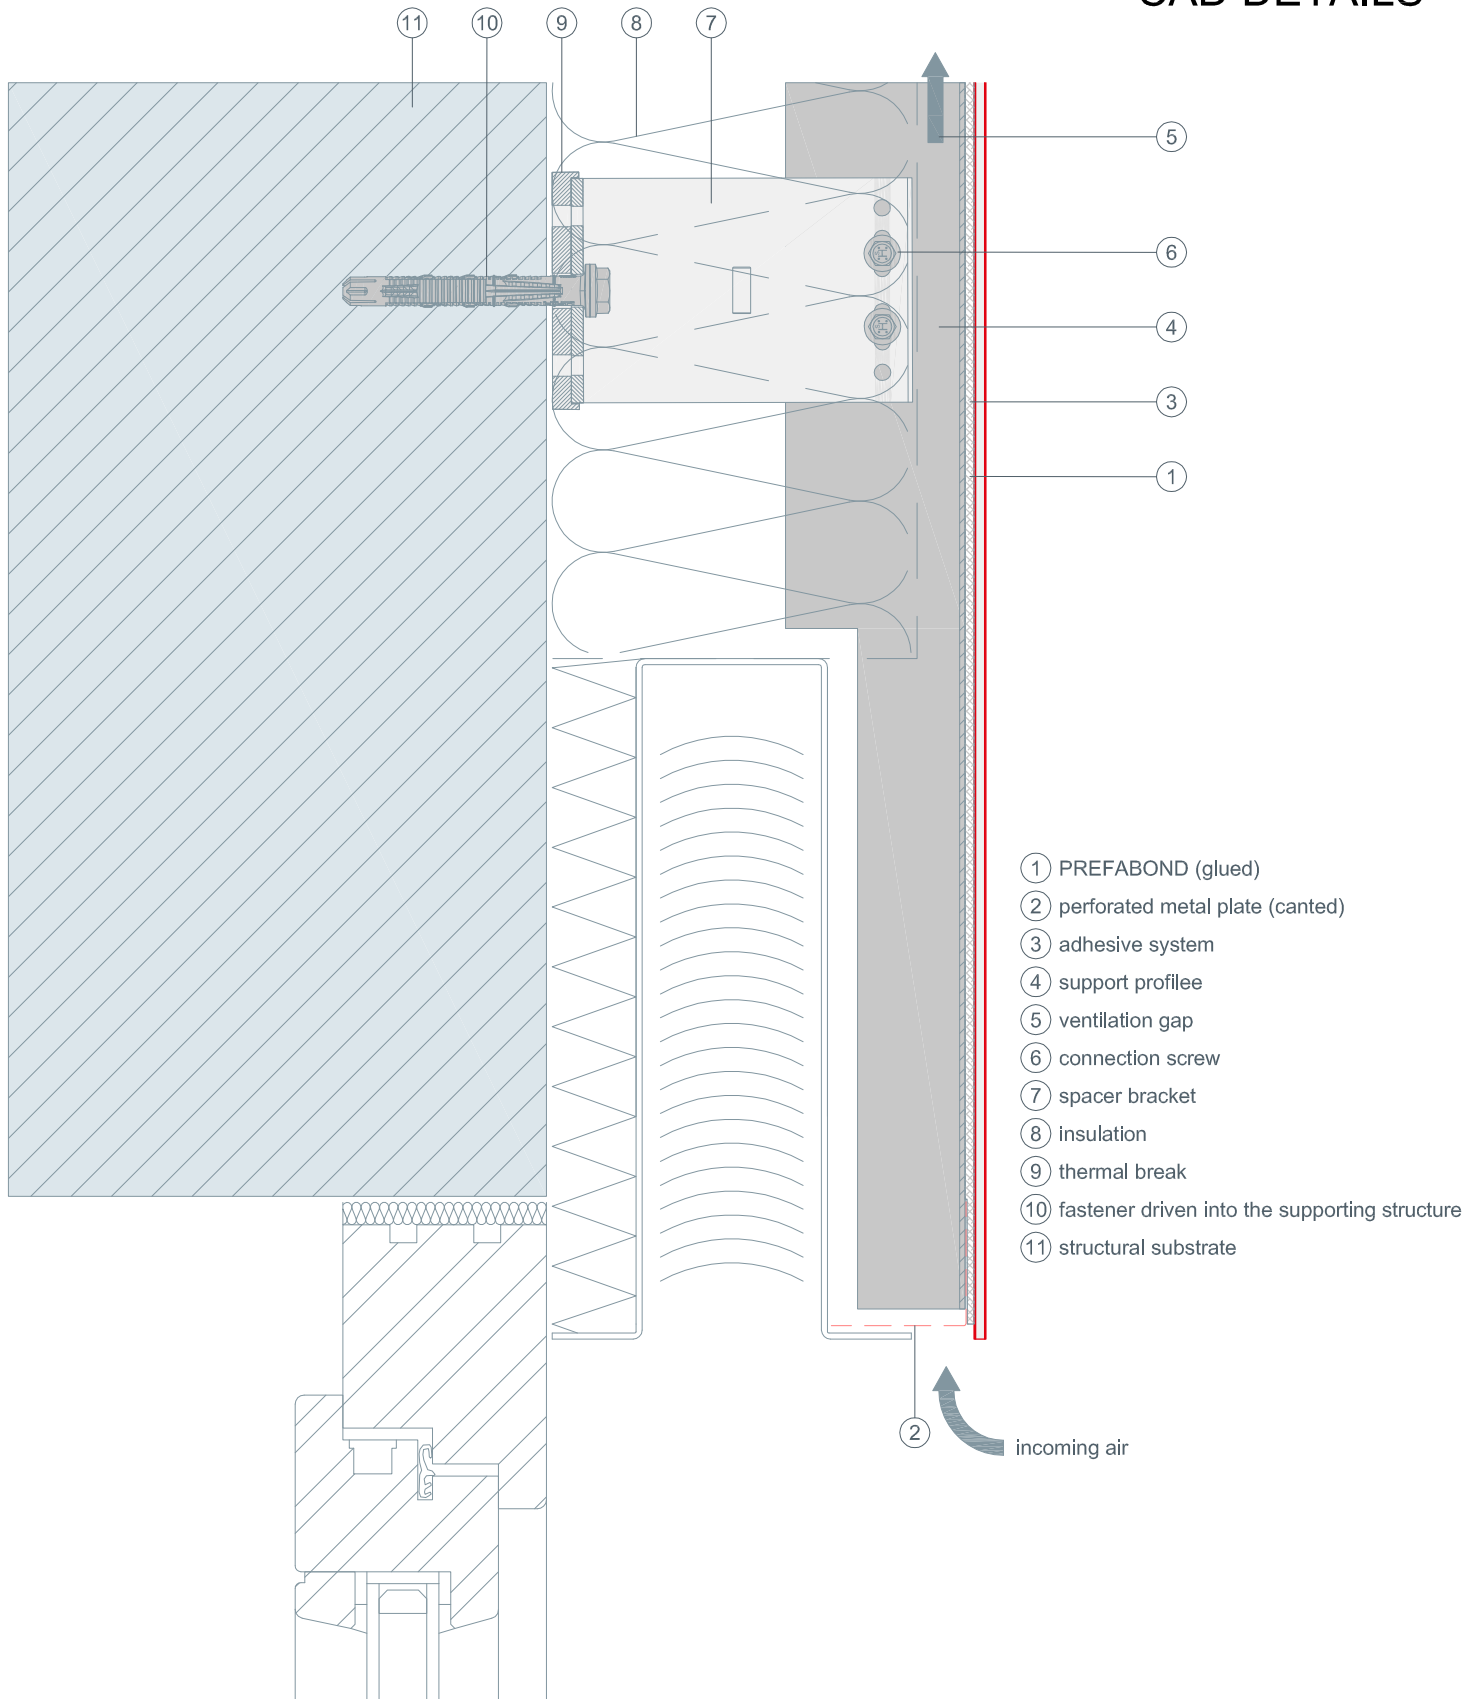 CAD DETAILS
11 10 9 8 7
5
6
4
3
1
1 PREFABOND (glued)
2 perforated metal plate (canted)
3 adhesive system
4 support profilee
5 ventilation gap
6 connection screw
7 spacer bracket
8 insulation
9 thermal break
10 fastener driven into the supporting structure
11 structural substrate
2
incoming air